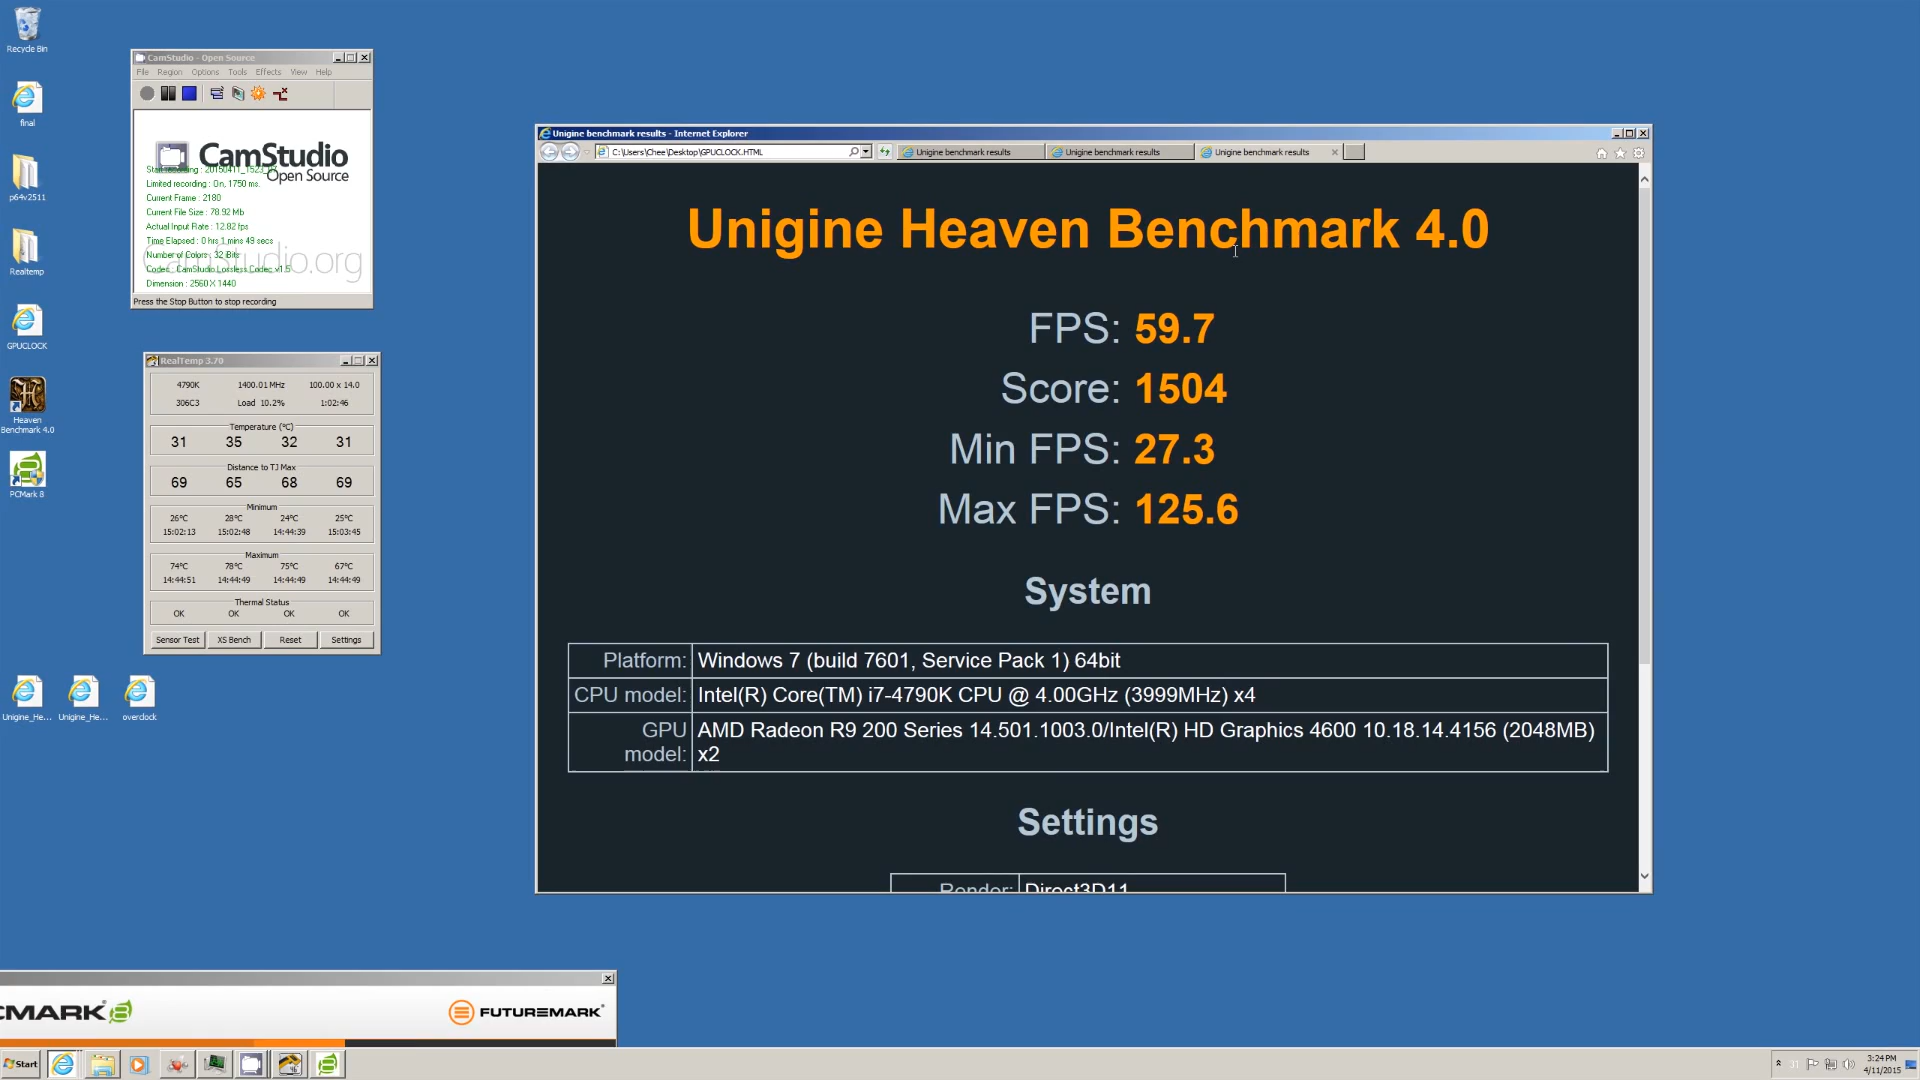 Recycle Bin
final
p64v2511
Realtemp
GPUCLOCK
Heaven
Benchmark 4.0
PCMark 8
Unigine_He...
Unigine_He...
overclock
CamStudio - Open Source
File Region Options Tools Effects View Help
CamStudio
Open Source
Limited recording : On, 1750 ms.
Current Frame : 2180
Current File Size : 78.92 Mb
Actual Input Rate : 12.82 fps
Time Elapsed : 0 hrs 1 mins 49 secs
Number of Colors : 32 Bits
CamStudio.org
Codec : CamStudio Lossless Codec v1.5
Dimension : 2560 X 1440
Press the Stop Button to stop recording
RealTemp 3.70
4790K 1400.01 MHz 100.00 x 14.0
306C3 Load 10.2% 1:02:46
Temperature (°C)
31 35 32 31
Distance to TJ Max
69 65 68 69
Minimum
26°C 28°C 24°C 25°C
15:02:13 15:02:48 14:44:39 15:03:45
Maximum
74°C 78°C 75°C 67°C
14:44:51 14:44:49 14:44:49 14:44:49
Thermal Status
OK OK OK OK
Sensor Test XS Bench Reset Settings
Unigine benchmark results - Internet Explorer
C:\Users\Chee\Desktop\GPUCLOCK.HTML
Unigine benchmark results
Unigine benchmark results
Unigine benchmark results
Unigine Heaven Benchmark 4.0
FPS: 59.7
Score: 1504
Min FPS: 27.3
Max FPS: 125.6
System
Platform: Windows 7 (build 7601, Service Pack 1) 64bit
CPU model: Intel(R) Core(TM) i7-4790K CPU @ 4.00GHz (3999MHz) x4
GPU model: AMD Radeon R9 200 Series 14.501.1003.0/Intel(R) HD Graphics 4600 10.18.14.4156 (2048MB)
x2
Settings
Render: Direct3D11
CMARK 8
FUTUREMARK
Start
3:24 PM
4/11/2015